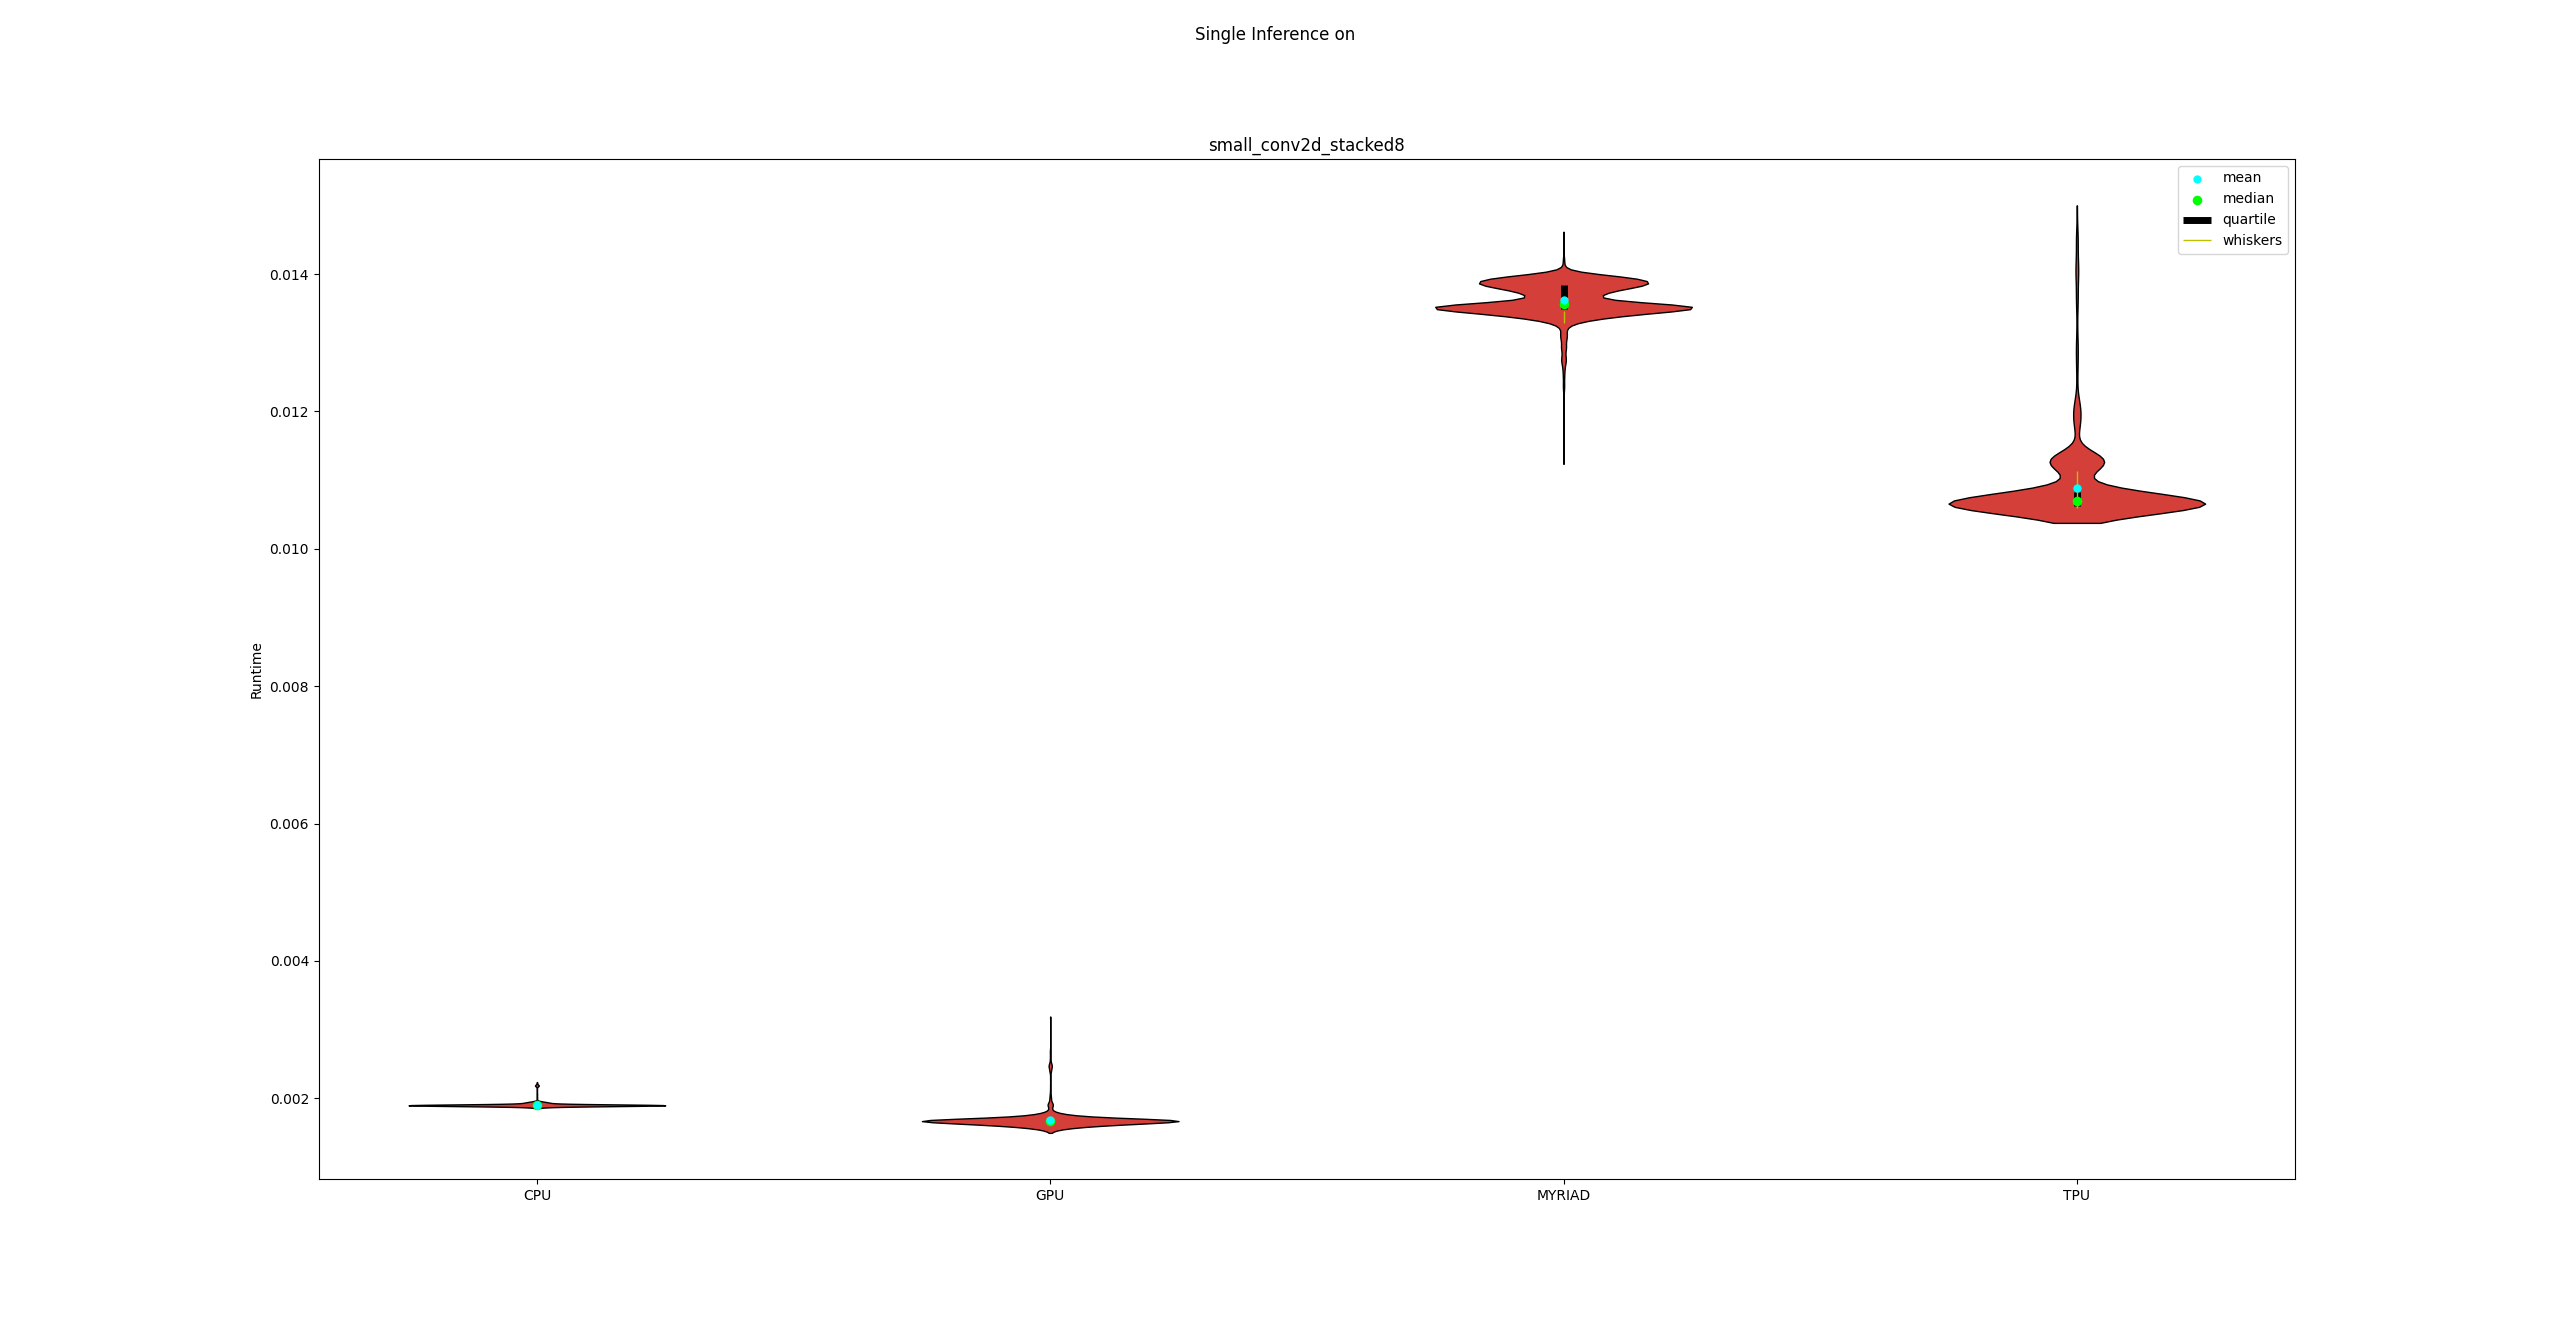 Single Inference on
small_conv2d_stacked8
mean
median
quartile
whiskers
0.014
0.012
0.010
0.008
0.006
0.004
0.002
Runtime
CPU
GPU
MYRIAD
TPU